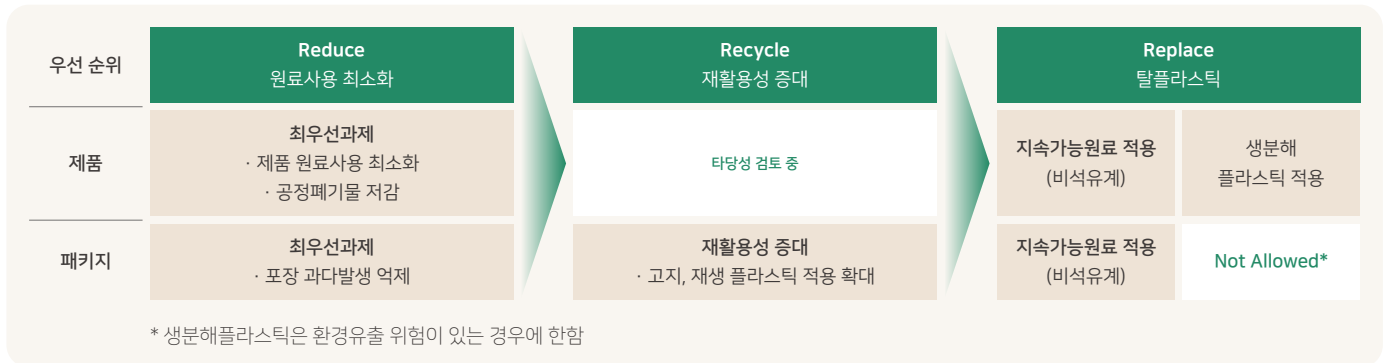 우선 순위
Reduce
원료사용 최소화
Recycle
재활용성 증대
Replace
탈플라스틱
제품
최우선과제
· 제품 원료사용 최소화
· 공정폐기물 저감
타당성 검토 중
지속가능원료 적용
(비석유계)
생분해
플라스틱 적용
패키지
최우선과제
· 포장 과다발생 억제
재활용성 증대
· 고지, 재생 플라스틱 적용 확대
지속가능원료 적용
(비석유계)
Not Allowed*
* 생분해플라스틱은 환경유출 위험이 있는 경우에 한함